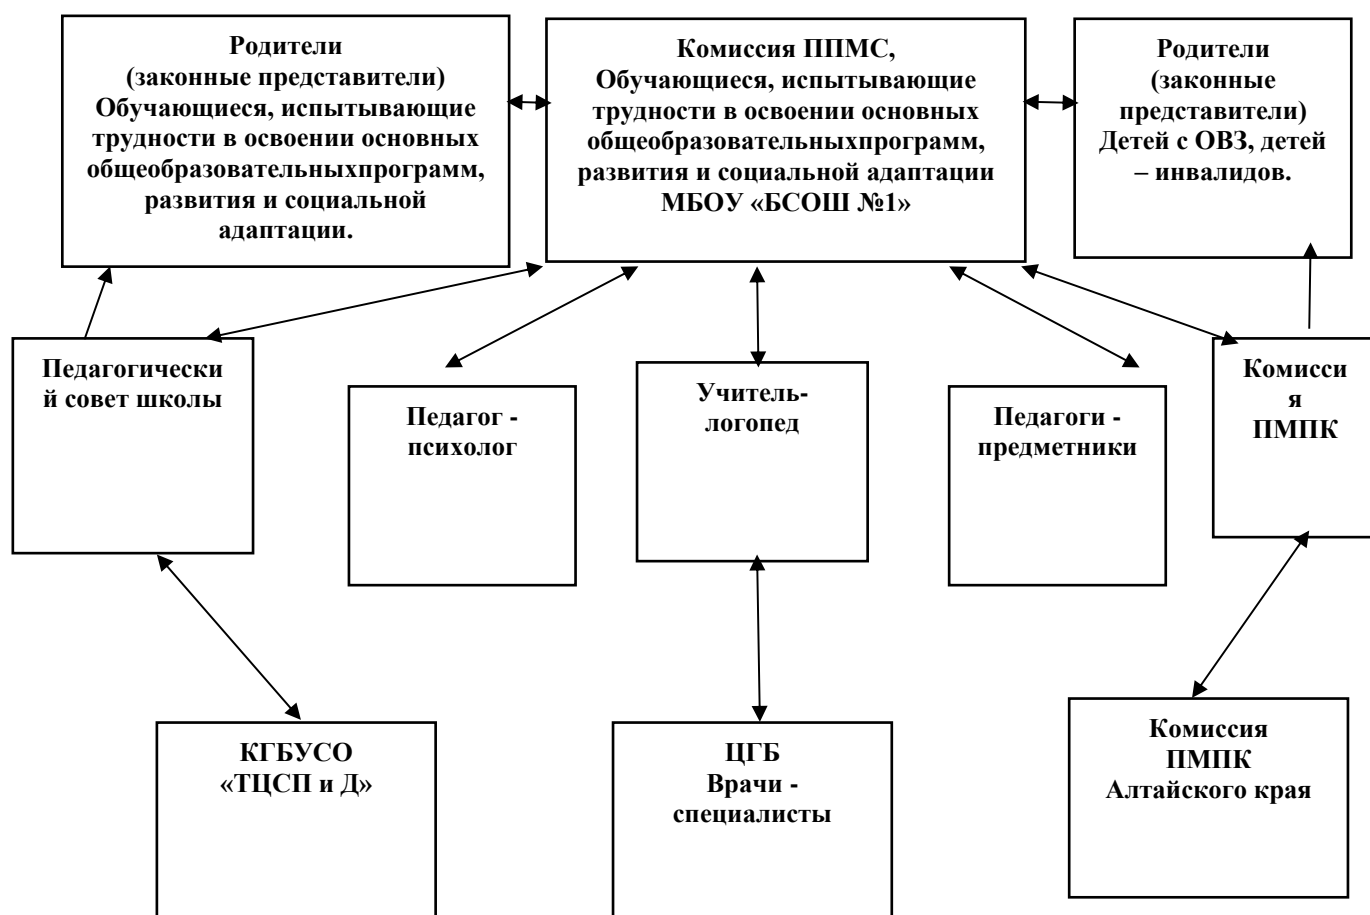 Родители
(законные представители)
Обучающиеся, испытывающие
трудности в освоении основных
общеобразовательныхпрограмм,
развития и социальной
адаптации.
Комиссия ППМС,
Обучающиеся, испытывающие
трудности в освоении основных
общеобразовательныхпрограмм,
развития и социальной адаптации
МБОУ «БСОШ №1»
Родители
(законные
представители)
Детей с ОВЗ, детей
– инвалидов.
Педагогически
й совет школы
Педагог -
психолог
Учитель-
логопед
Педагоги -
предметники
Комисси
я
ПМПК
КГБУСО
«ТЦСП и Д»
ЦГБ
Врачи -
специалисты
Комиссия
ПМПК
Алтайского края